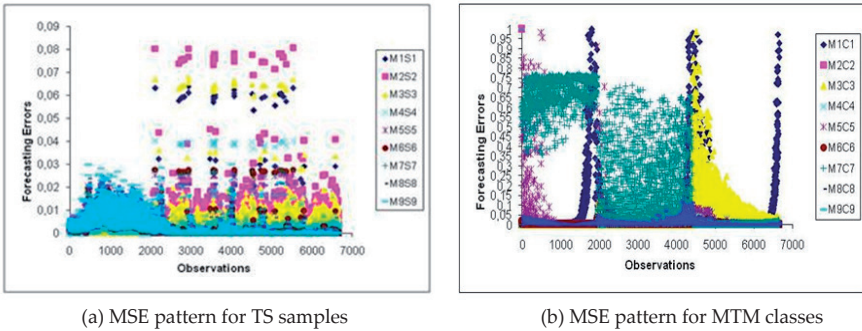 0,09
0,08
0,07
0,06
0,05
0,04
0,03
0,02
0,01
0
Forecasting Errors
0 1000 2000 3000 4000 5000 6000 7000
Observations
M1S1
M2S2
M3S3
M4S4
M5S5
M6S6
M7S7
M8S8
M9S9
(a) MSE pattern for TS samples
1
0,95
0,9
0,85
0,8
0,75
0,7
0,65
0,6
0,55
0,5
0,45
0,4
0,35
0,3
0,25
0,2
0,15
0,1
0,05
0
Forecasting Errors
0 1000 2000 3000 4000 5000 6000 7000
Observations
M1C1
M2C2
M3C3
M4C4
M5C5
M6C6
M7C7
M8C8
M9C9
(b) MSE pattern for MTM classes